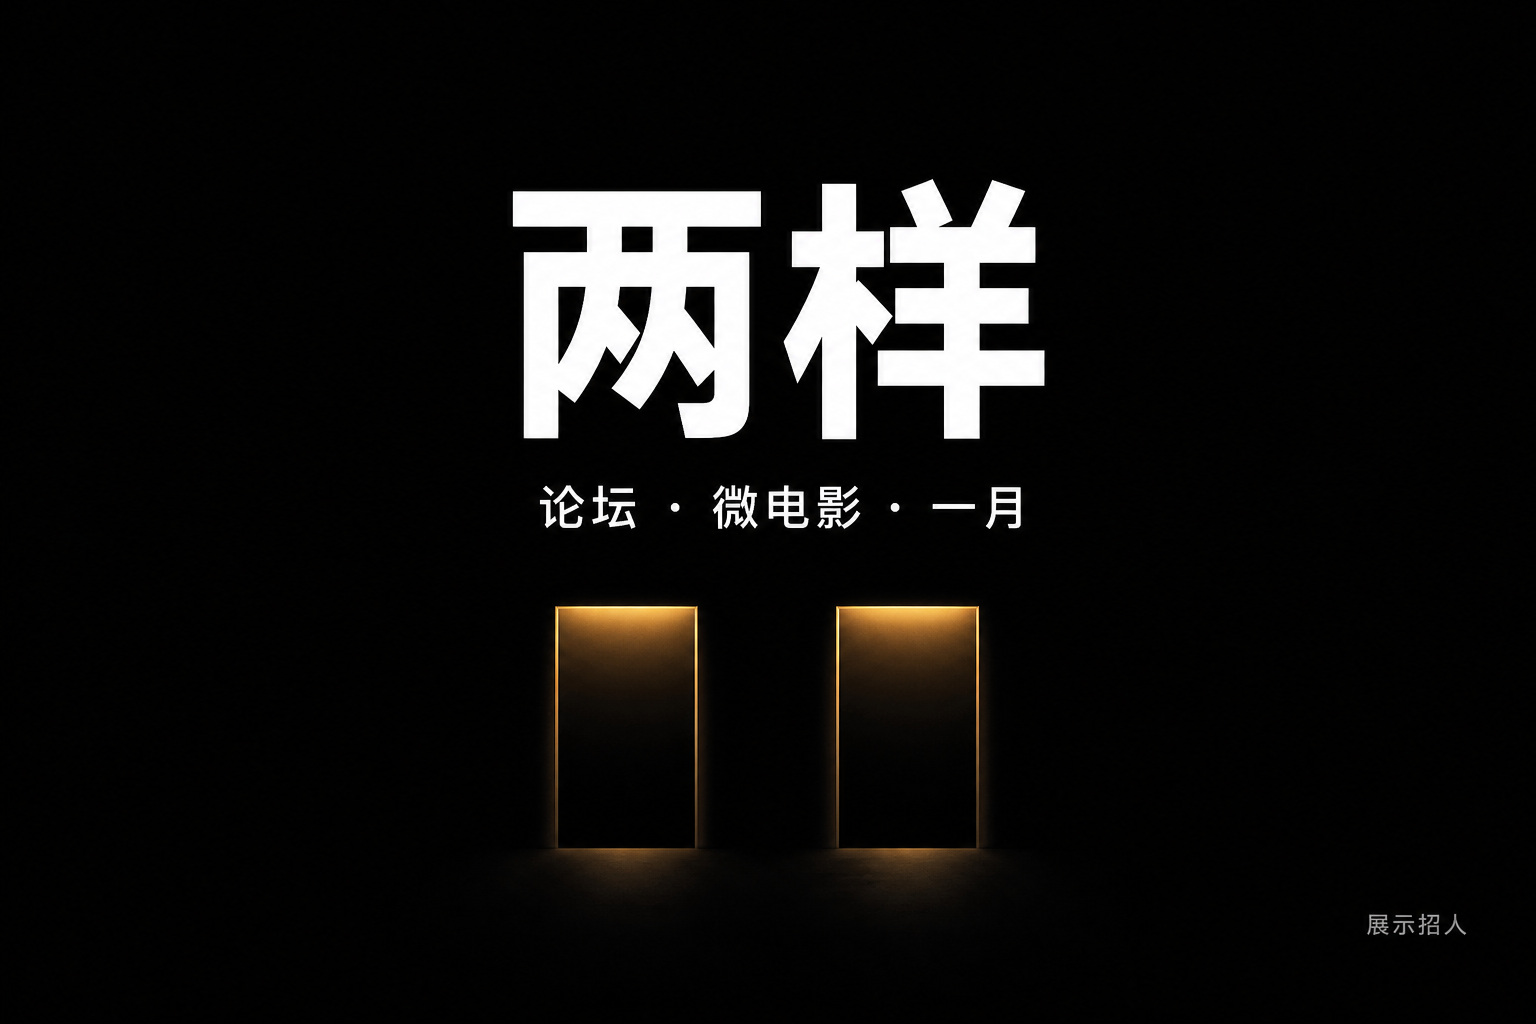 两样
论坛 · 微电影 · 一月
展示招人